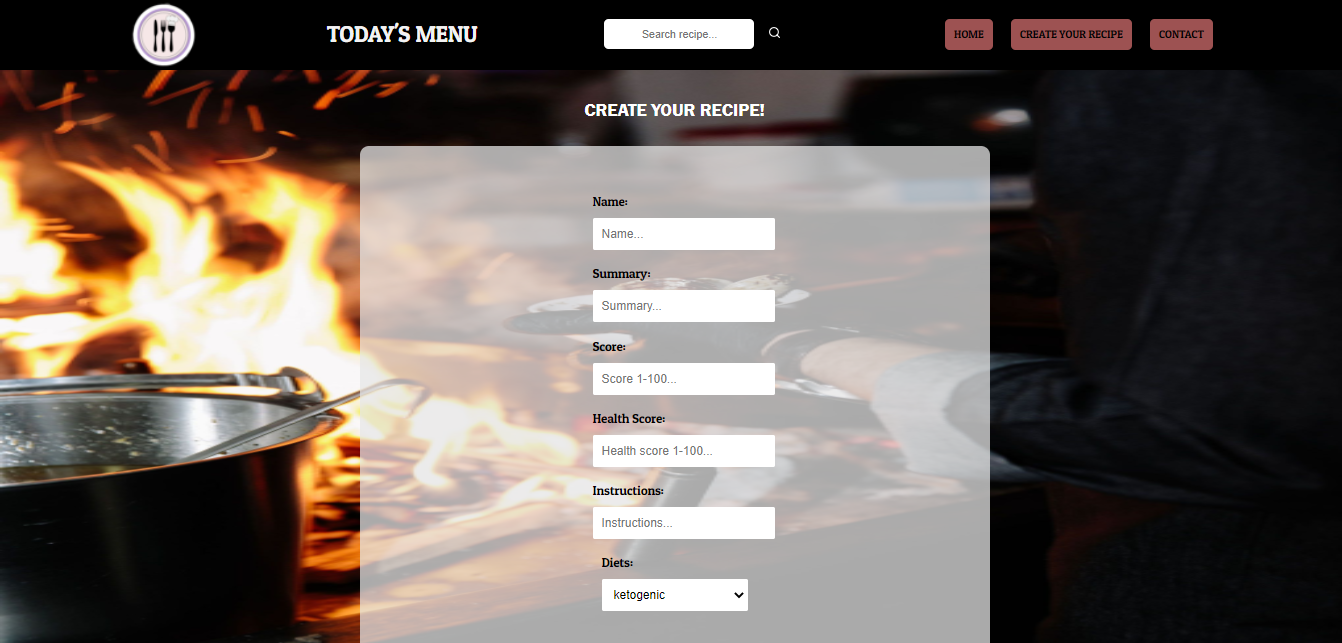 TODAY'S MENU
Search recipe...
HOME
CREATE YOUR RECIPE
CONTACT
CREATE YOUR RECIPE!
Name:
Name...
Summary:
Summary...
Score:
Score 1-100...
Health Score:
Health score 1-100...
Instructions:
Instructions...
Diets:
ketogenic